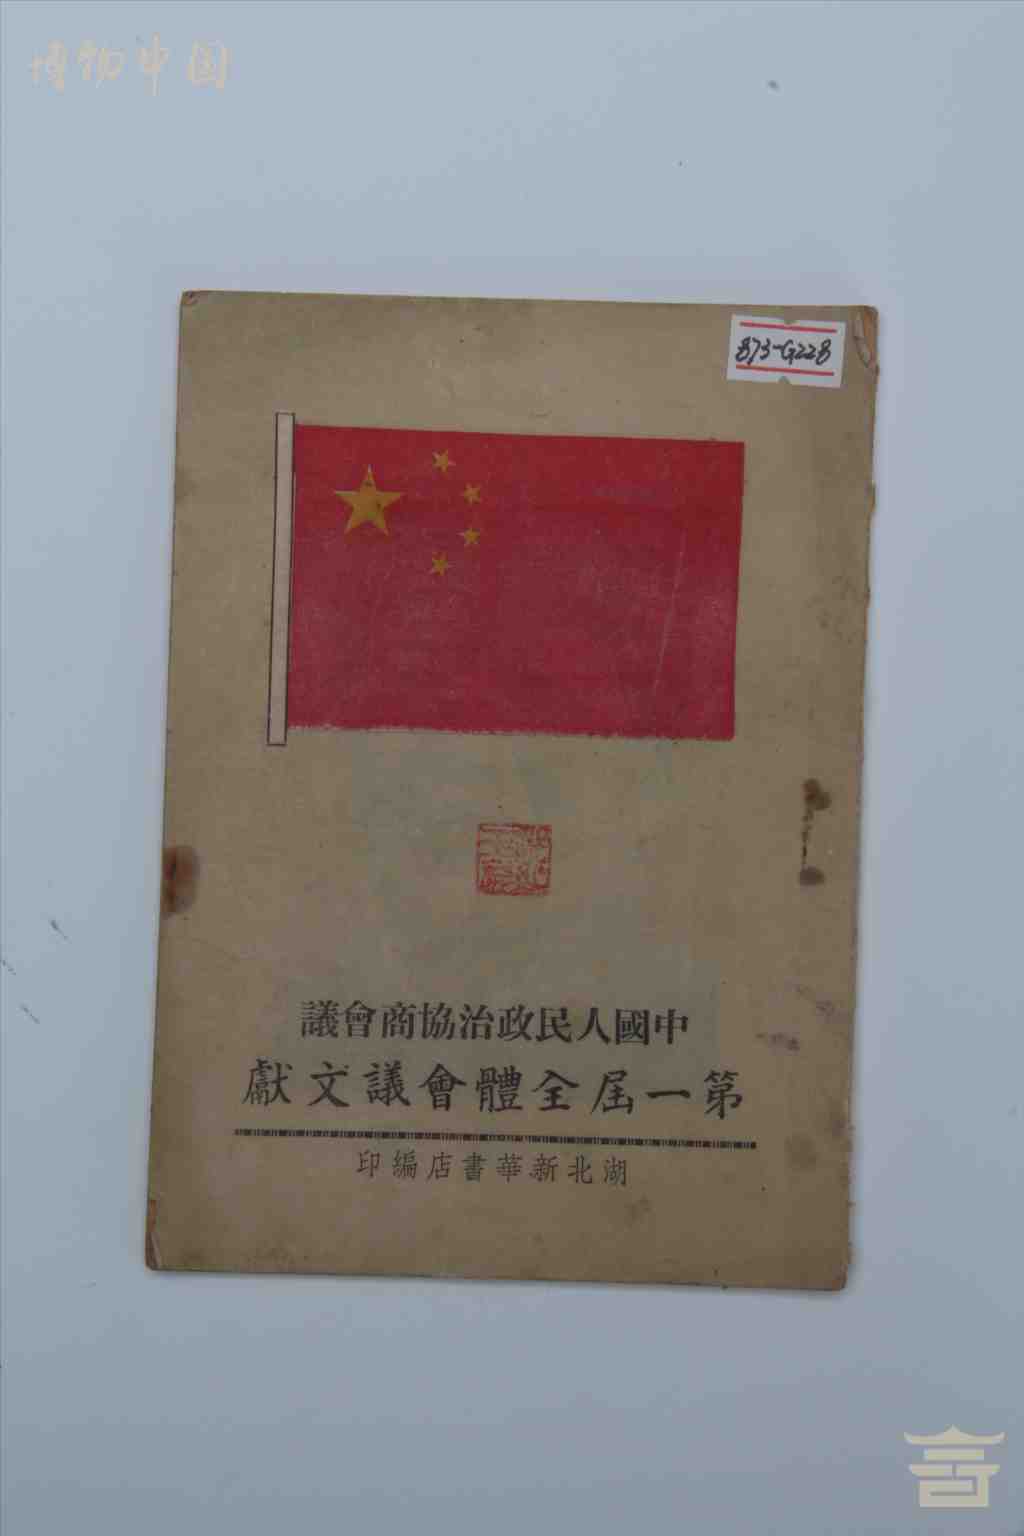 博物中国
873-G228
中國人民政治協商會議
第一屆全體會議文獻
湖北新華書店編印